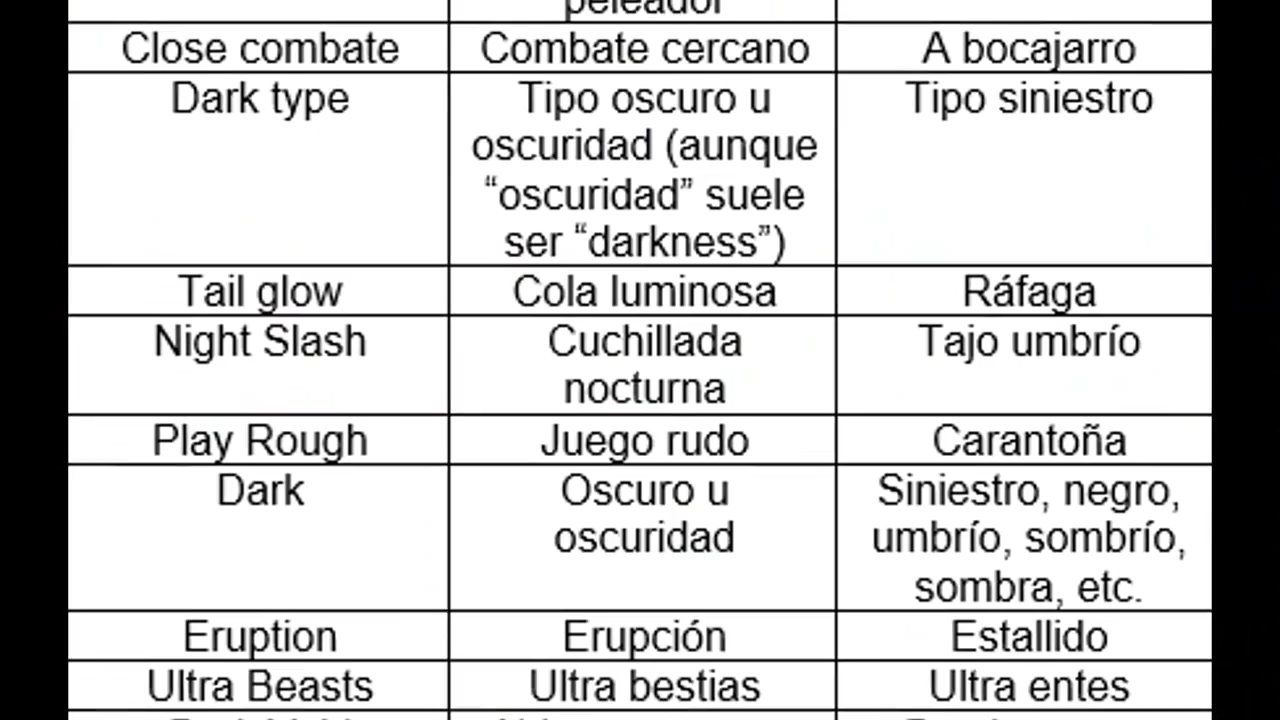 peleador
Close combate
Combate cercano
A bocajarro
Dark type
Tipo oscuro u
oscuridad (aunque
“oscuridad” suele
ser “darkness”)
Tipo siniestro
Tail glow
Cola luminosa
Ráfaga
Night Slash
Cuchillada
nocturna
Tajo umbrío
Play Rough
Juego rudo
Carantoña
Dark
Oscuro u
oscuridad
Siniestro, negro,
umbrío, sombrío,
sombra, etc.
Eruption
Erupción
Estallido
Ultra Beasts
Ultra bestias
Ultra entes